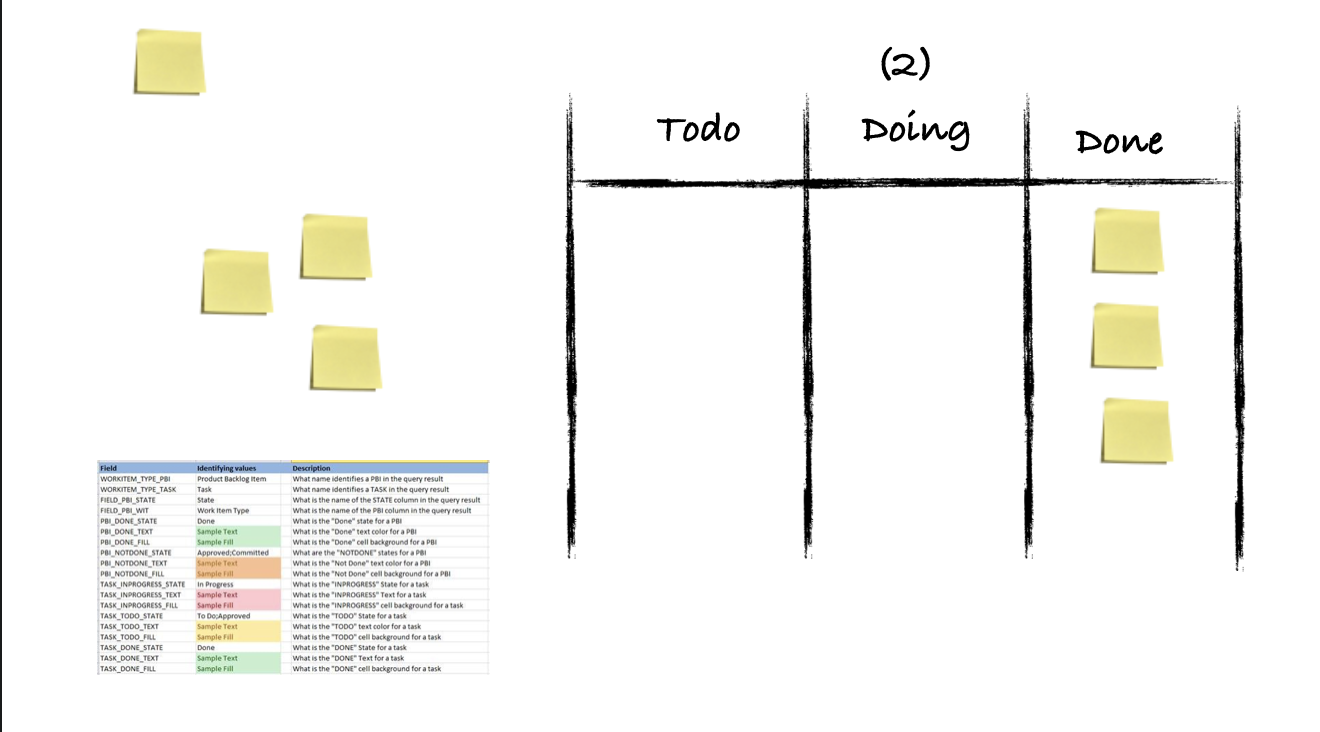 (2)
Todo Doing Done
Field Identifying values Description
WORKITEM_TYPE_PBI Product Backlog Item What name identifies a PBI in the query result
WORKITEM_TYPE_TASK Task What name identifies a TASK in the query result
FIELD_PBI_STATE State What is the name of the STATE column in the query result
FIELD_PBI_WIT Work Item Type What is the name of the PBI column in the query result
PBI_DONE_STATE Done What is the "Done" state for a PBI
PBI_DONE_TEXT Sample Text What is the "Done" text color for a PBI
PBI_DONE_FILL Sample Fill What is the "Done" cell background for a PBI
PBI_NOTDONE_STATE Approved;Committed What are the "NOTDONE" states for a PBI
PBI_NOTDONE_TEXT Sample Text What is the "Not Done" text color for a PBI
PBI_NOTDONE_FILL Sample Fill What is the "Not Done" cell background for a PBI
TASK_INPROGRESS_STATE In Progress What is the "INPROGRESS" State for a task
TASK_INPROGRESS_TEXT Sample Text What is the "INPROGRESS" Text for a task
TASK_INPROGRESS_FILL Sample Fill What is the "INPROGRESS" cell background for a task
TASK_TODO_STATE To Do;Approved What is the "TODO" State for a task
TASK_TODO_TEXT Sample Text What is the "TODO" text color for a task
TASK_TODO_FILL Sample Fill What is the "TODO" cell background for a task
TASK_DONE_STATE Done What is the "DONE" State for a task
TASK_DONE_TEXT Sample Text What is the "DONE" Text for a task
TASK_DONE_FILL Sample Fill What is the "DONE" cell background for a task